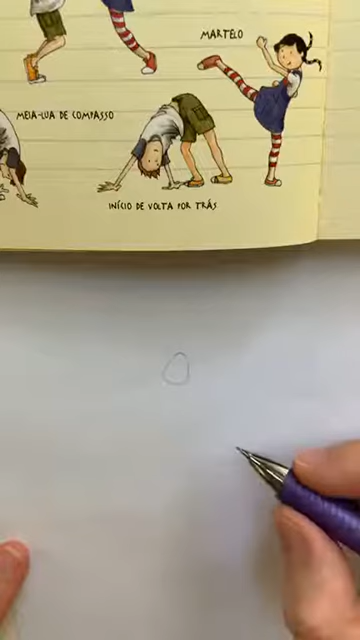 MARTELO
MEIA-LUA DE COMPASSO
INÍCIO DE VOLTA POR TRÁS